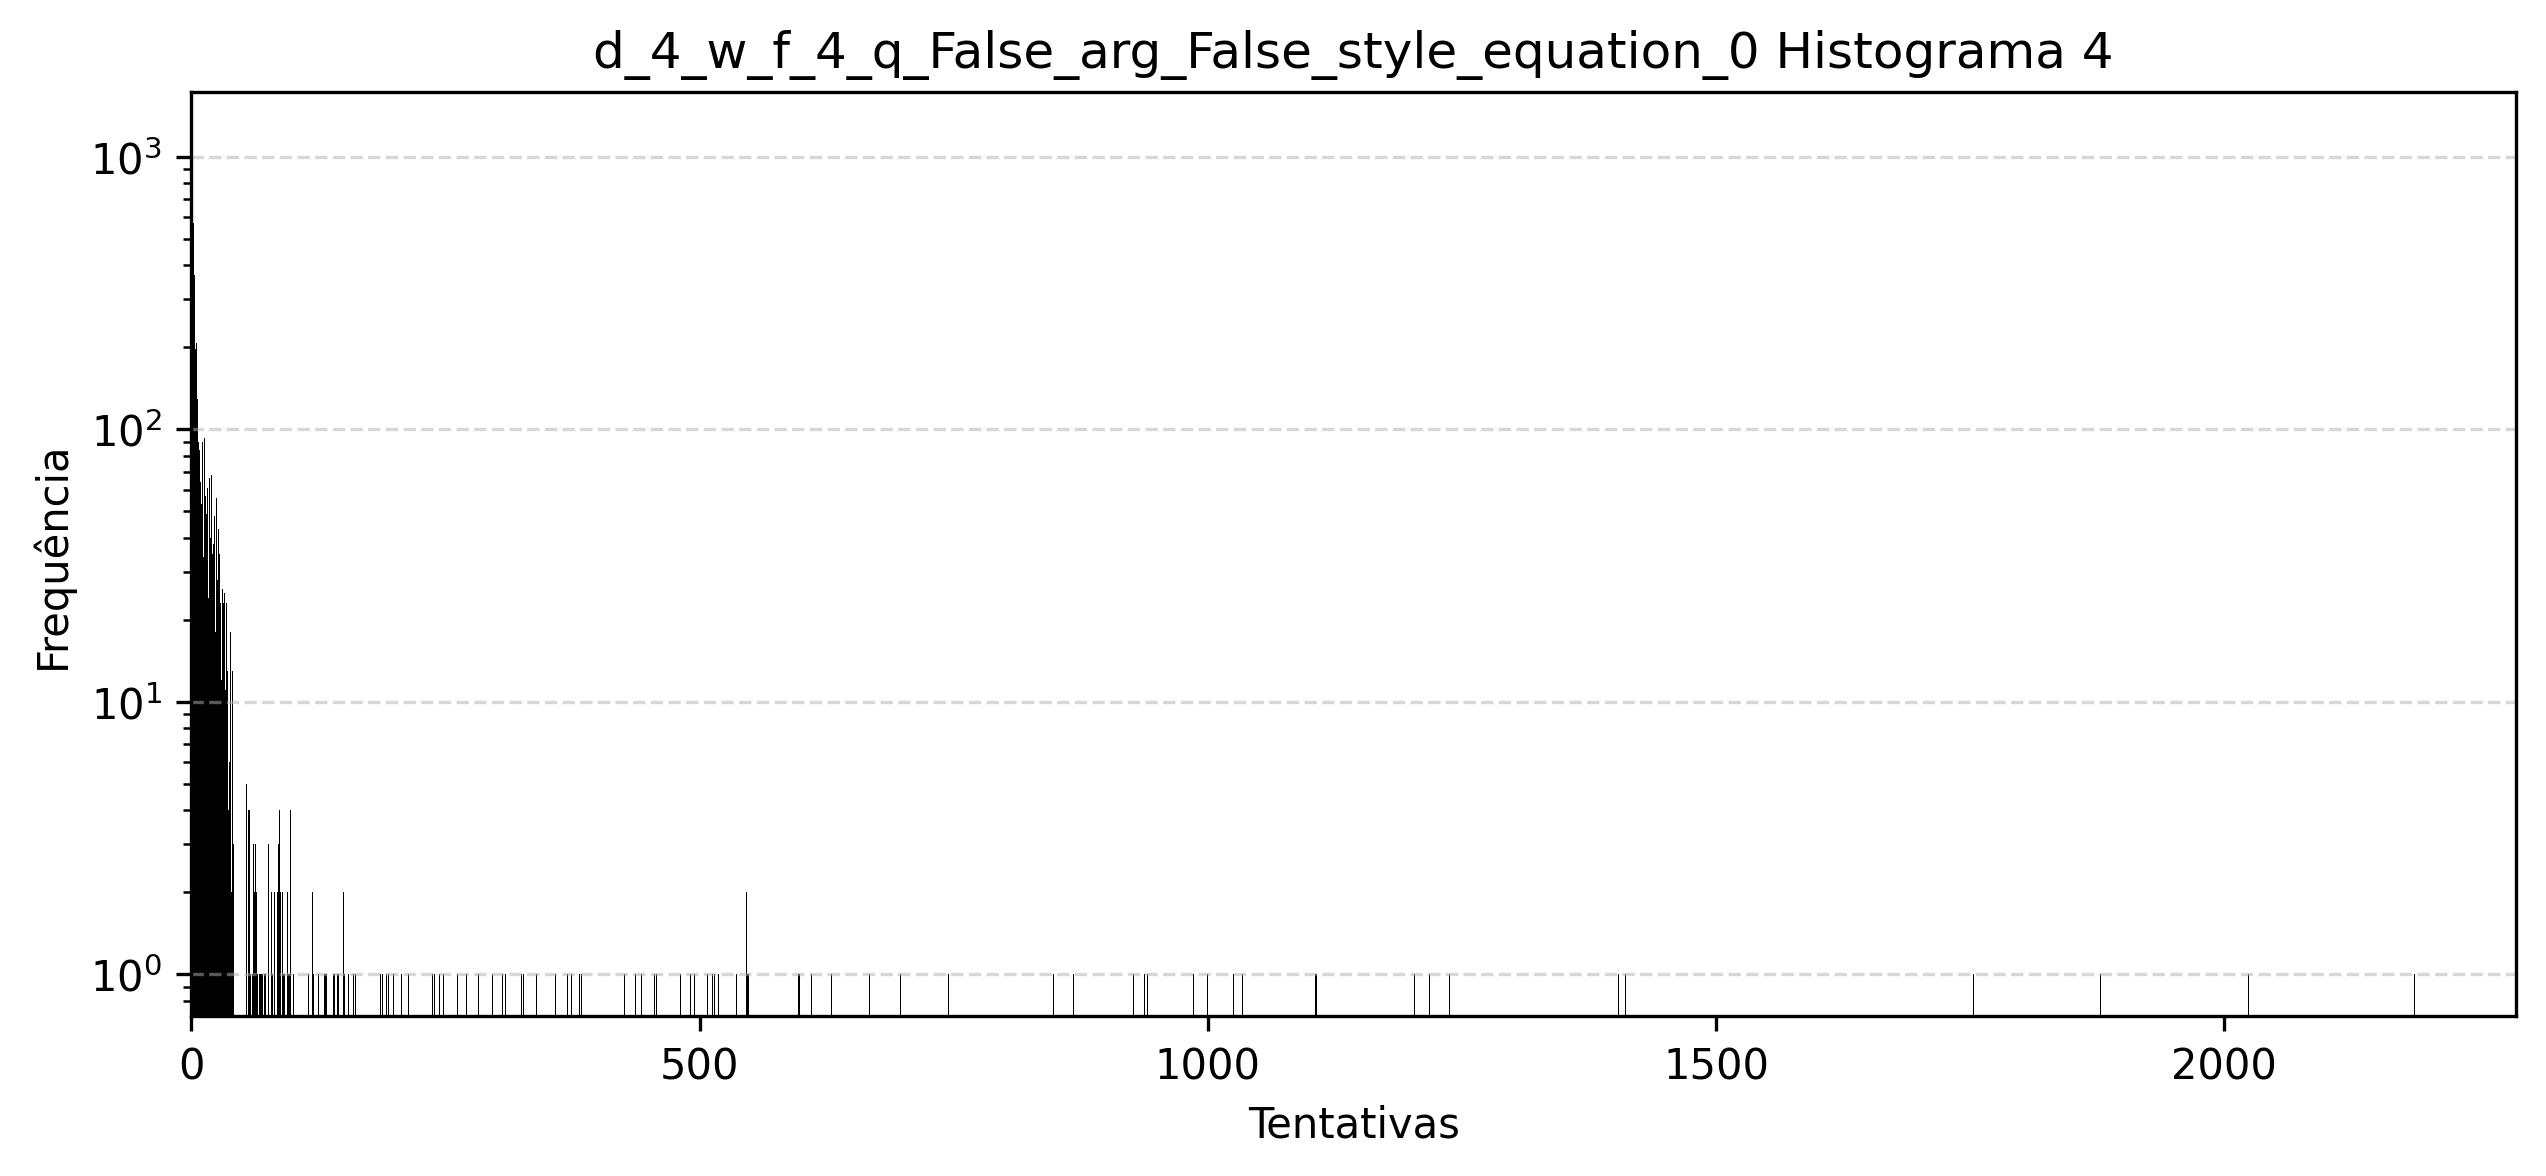 d_4_w_f_4_q_False_arg_False_style_equation_0 Histograma 4
10³
10²
10¹
10⁰
Frequência
0 500 1000 1500 2000
Tentativas